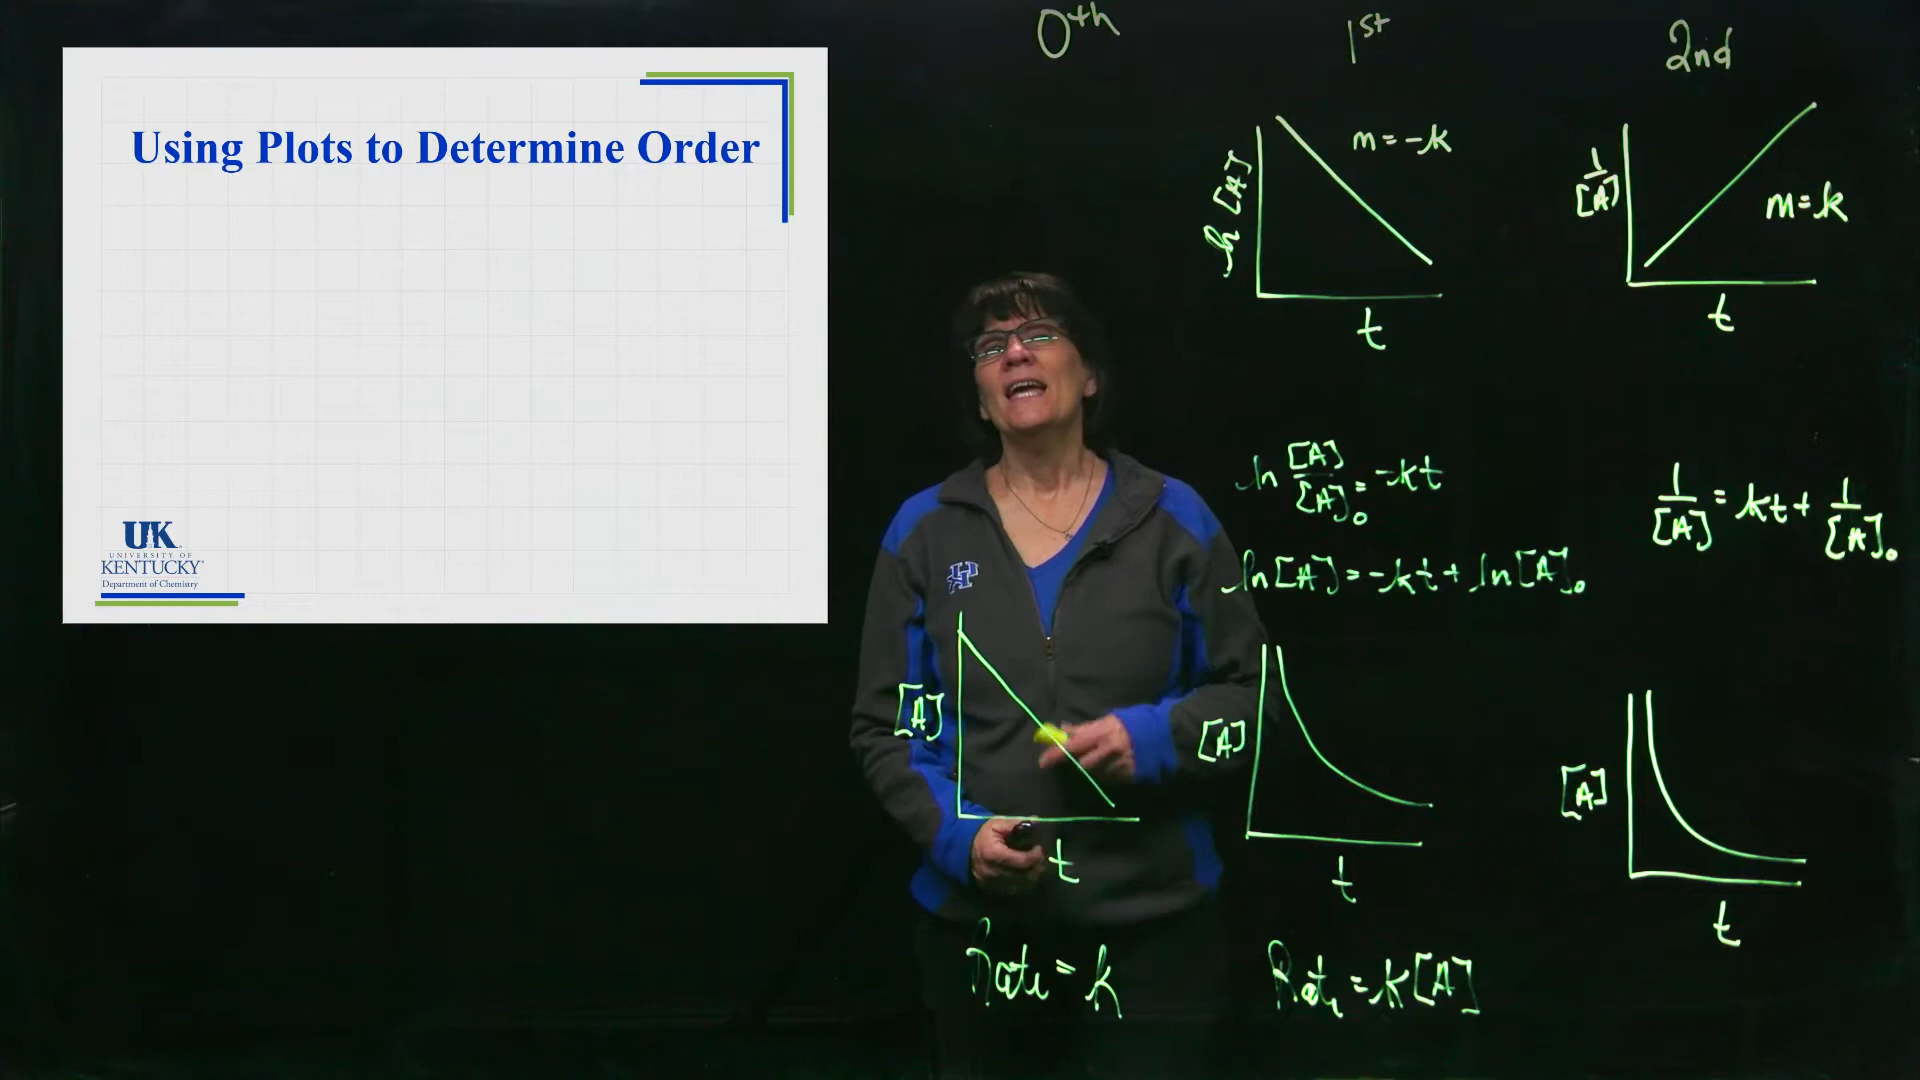 Using Plots to Determine Order
UK
UNIVERSITY OF
KENTUCKY
Department of Chemistry
0th
[A]
t
Rate = k
1st
m = -k
ln [A]
t
ln [A]/[A]₀ = -kt
ln[A] = -kt + ln[A]₀
[A]
t
Rate = k[A]
2nd
1/[A]
m = k
t
1/[A] = kt + 1/[A]₀
[A]
t